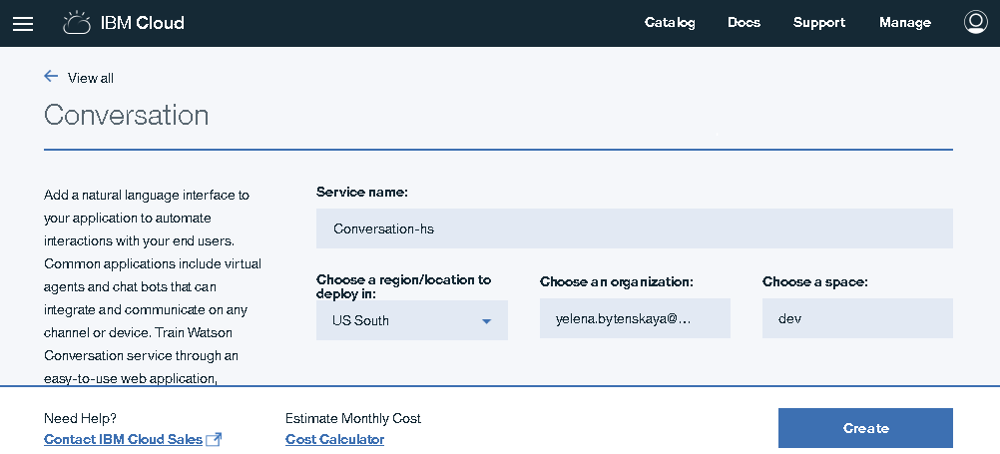 IBM Cloud
Catalog Docs Support Manage
View all
Conversation
Add a natural language interface to
your application to automate
interactions with your end users.
Common applications include virtual
agents and chat bots that can
integrate and communicate on any
channel or device. Train Watson
Conversation service through an
easy-to-use web application,
Service name:
Conversation-hs
Choose a region/location to
deploy in:
US South
Choose an organization:
yelena.bytenskaya@...
Choose a space:
dev
Need Help?
Contact IBM Cloud Sales
Estimate Monthly Cost
Cost Calculator
Create